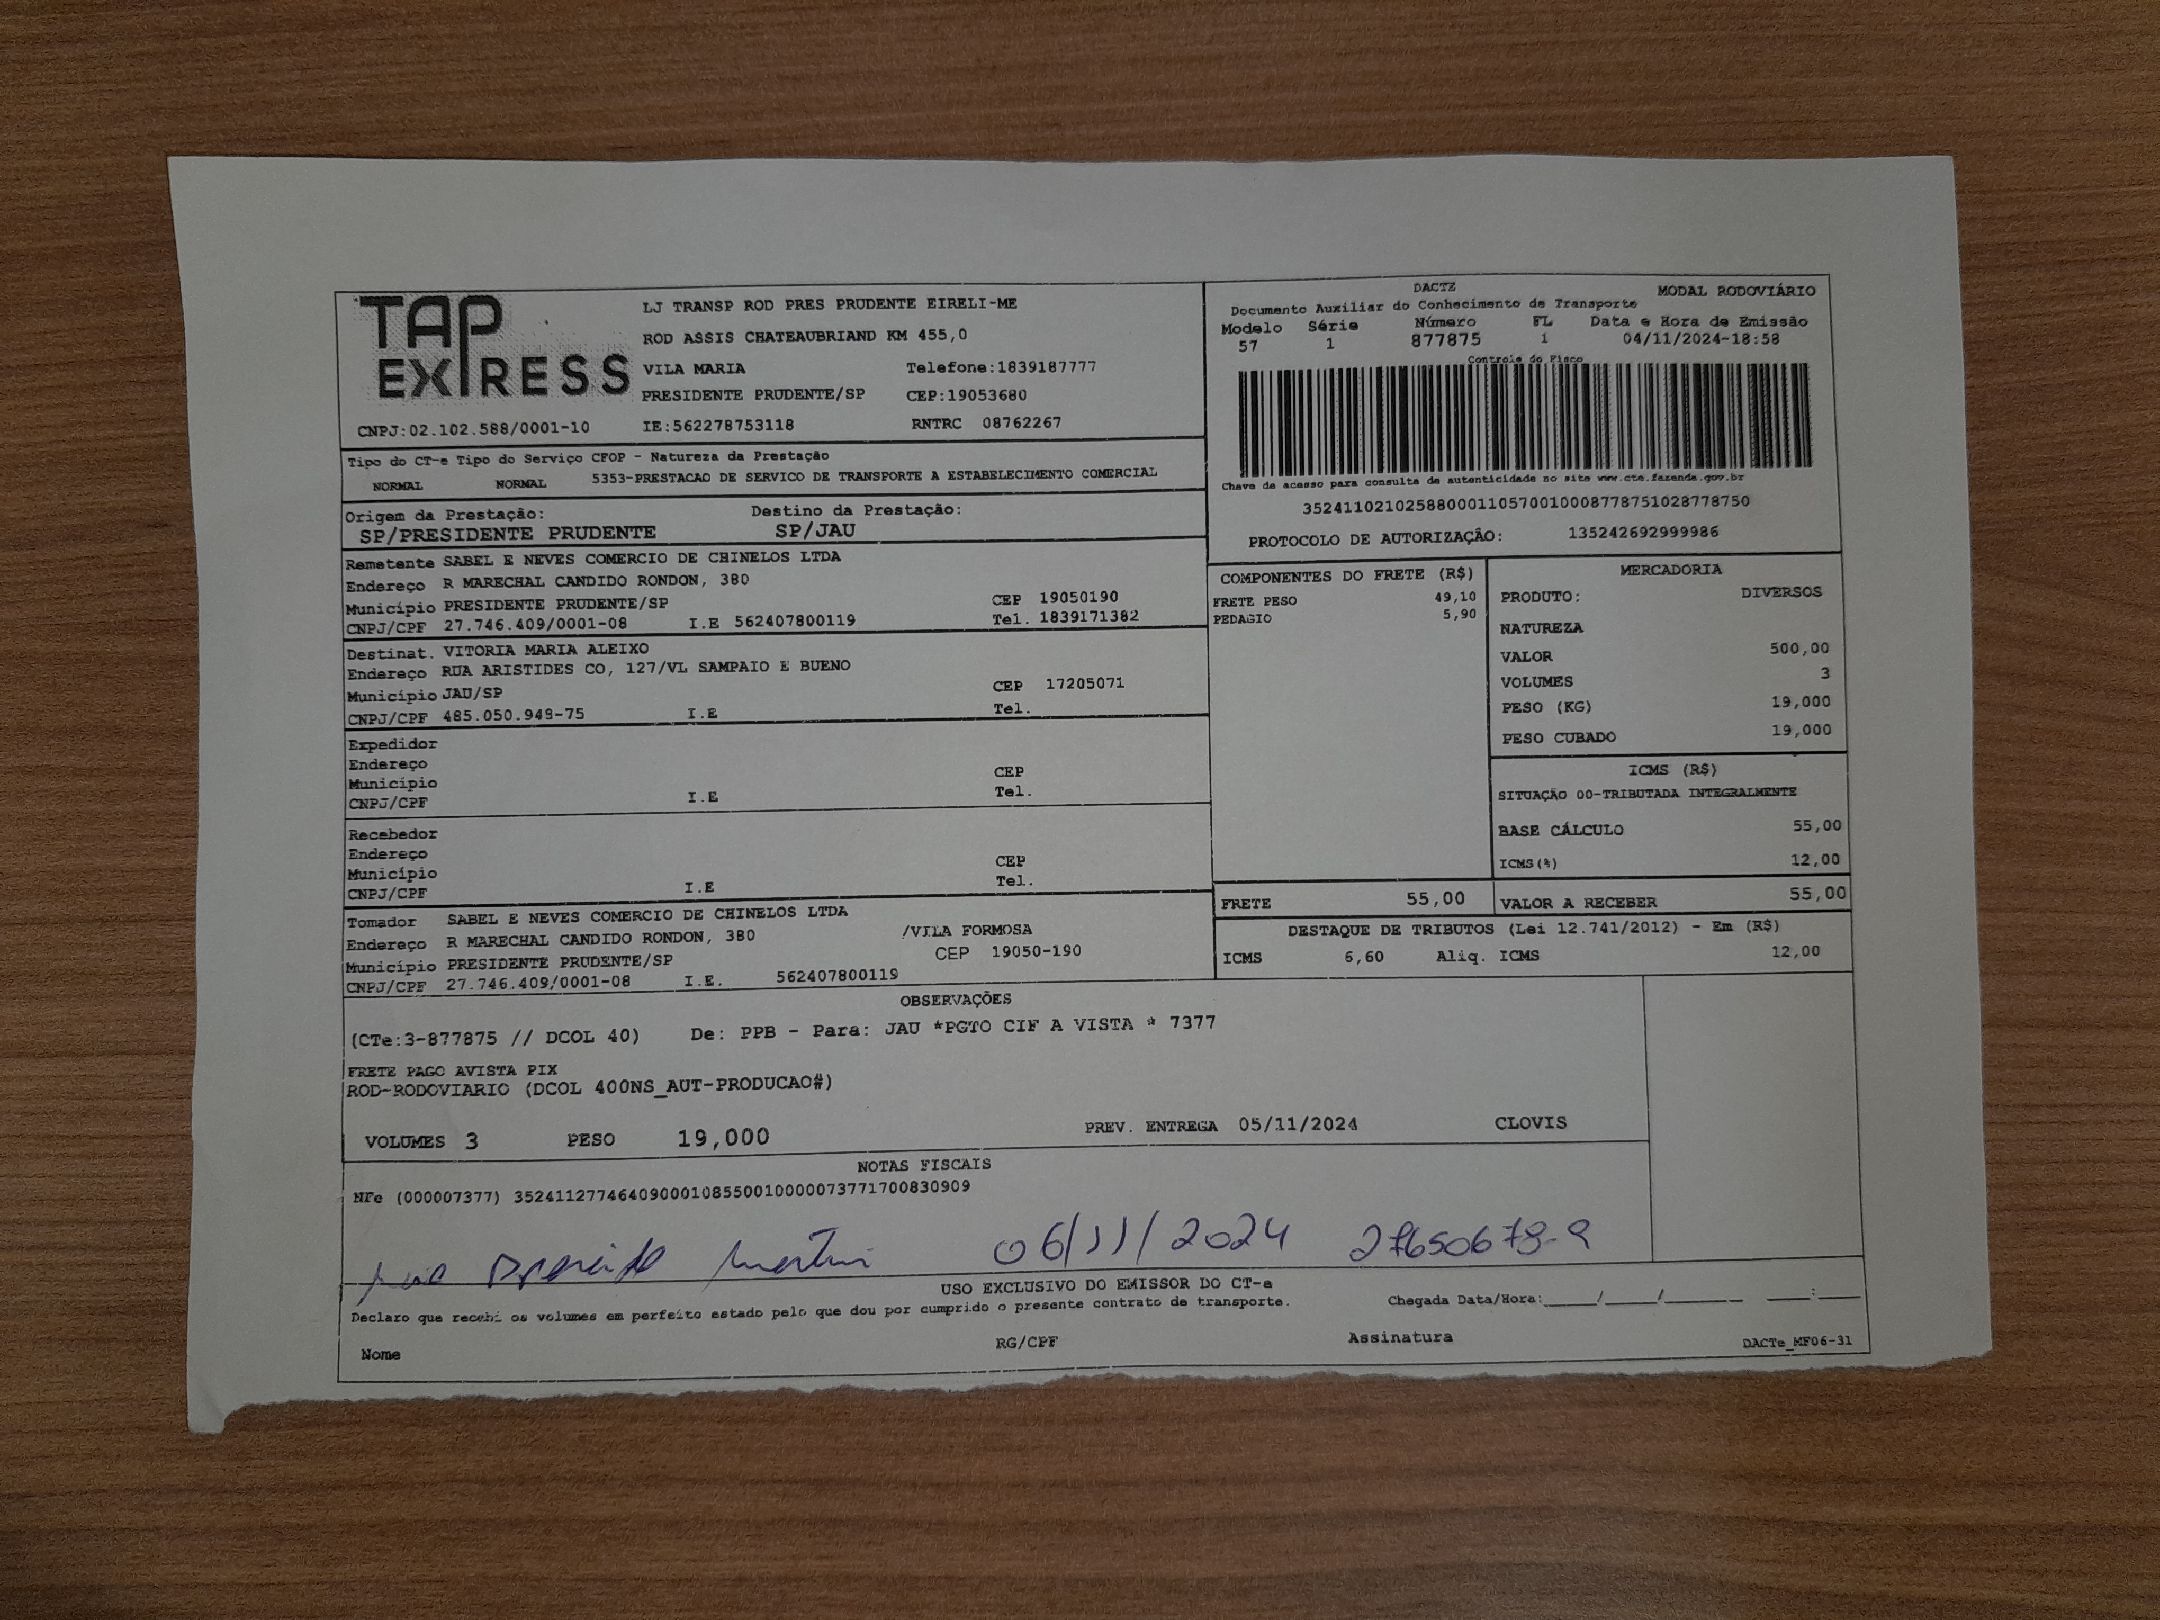 TAP EXPRESS
LJ TRANSP ROD PRES PRUDENTE EIRELI-ME
ROD ASSIS CHATEAUBRIAND KM 455,0
VILA MARIA Telefone:1839187777
PRESIDENTE PRUDENTE/SP CEP:19053680
CNPJ:02.102.588/0001-10 IE:562278753118 RNTRC 08762267
DACTE MODAL RODOVIÁRIO
Documento Auxiliar do Conhecimento de Transporte
Modelo Série Número FL Data e Hora de Emissão
57 1 877875 1 04/11/2024-18:58
Controle do Fisco
Chave de acesso para consulta de autenticidade no site www.cte.fazenda.gov.br
35241102102588000110570010008778751028778750
PROTOCOLO DE AUTORIZAÇÃO: 135242692999986
Tipo do CT-e Tipo do Serviço CFOP - Natureza da Prestação
NORMAL NORMAL 5353-PRESTACAO DE SERVICO DE TRANSPORTE A ESTABELECIMENTO COMERCIAL
Origem da Prestação: Destino da Prestação:
SP/PRESIDENTE PRUDENTE SP/JAU
Remetente SABEL E NEVES COMERCIO DE CHINELOS LTDA
Endereço R MARECHAL CANDIDO RONDON, 380
Município PRESIDENTE PRUDENTE/SP CEP 19050190
CNPJ/CPF 27.746.409/0001-08 I.E 562407800119 Tel. 1839171382
Destinat. VITORIA MARIA ALEIXO
Endereço RUA ARISTIDES CO, 127/VL SAMPAIO E BUENO
Município JAU/SP CEP 17205071
CNPJ/CPF 485.050.948-75 I.E Tel.
Expedidor
Endereço
Município CEP
CNPJ/CPF I.E Tel.
Recebedor
Endereço
Município CEP
CNPJ/CPF I.E Tel.
Tomador SABEL E NEVES COMERCIO DE CHINELOS LTDA
Endereço R MARECHAL CANDIDO RONDON, 380 /VILA FORMOSA
Município PRESIDENTE PRUDENTE/SP CEP 19050-190
CNPJ/CPF 27.746.409/0001-08 I.E. 562407800119
COMPONENTES DO FRETE (R$)
FRETE PESO 49,10
PEDAGIO 5,90
MERCADORIA
PRODUTO: DIVERSOS
NATUREZA
VALOR 500,00
VOLUMES 3
PESO (KG) 19,000
PESO CUBADO 19,000
ICMS (R$)
SITUAÇÃO 00-TRIBUTADA INTEGRALMENTE
BASE CÁLCULO 55,00
ICMS(%) 12,00
FRETE 55,00 VALOR A RECEBER 55,00
DESTAQUE DE TRIBUTOS (Lei 12.741/2012) - Em (R$)
ICMS 6,60 Aliq. ICMS 12,00
OBSERVAÇÕES
(CTe:3-877875 // DCOL 40) De: PPB - Para: JAU *PGTO CIF A VISTA * 7377
FRETE PAGO AVISTA PIX
ROD-RODOVIARIO (DCOL 400NS_AUT-PRODUCAO#)
VOLUMES 3 PESO 19,000 PREV. ENTREGA 05/11/2024 CLOVIS
NOTAS FISCAIS
NFe (000007377) 35241127746409000108550010000073771700830909
06/11/2024 27650678-9
USO EXCLUSIVO DO EMISSOR DO CT-e
Declaro que recebi os volumes em perfeito estado pelo que dou por cumprido o presente contrato de transporte. Chegada Data/Hora:____/____/______ ____:____
Nome RG/CPF Assinatura DACTe_MF06-31